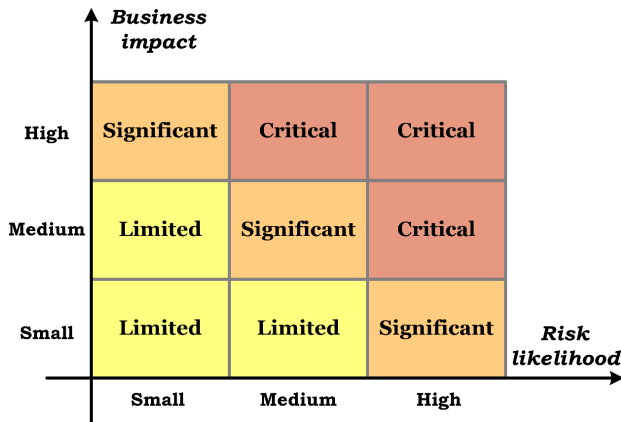 Business
impact
High
Significant
Critical
Critical
Medium
Limited
Significant
Critical
Small
Limited
Limited
Significant
Risk
likelihood
Small
Medium
High